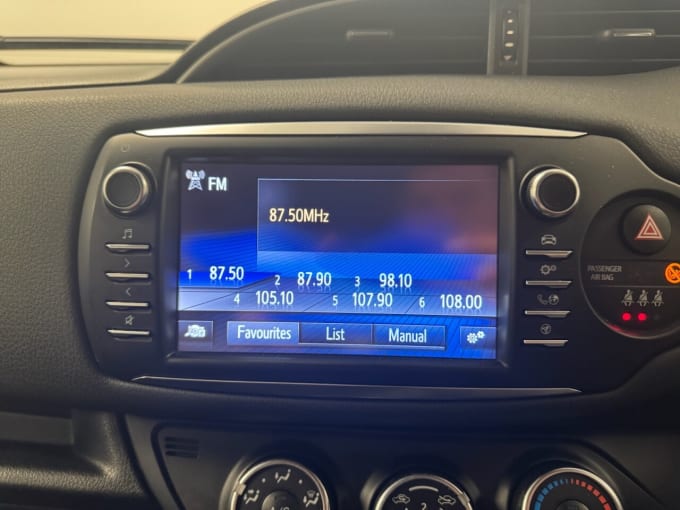 FM
87.50MHz
1 87.50 2 87.90 3 98.10
4 105.10 5 107.90 6 108.00
Favourites List Manual
PASSENGER
AIR BAG
2